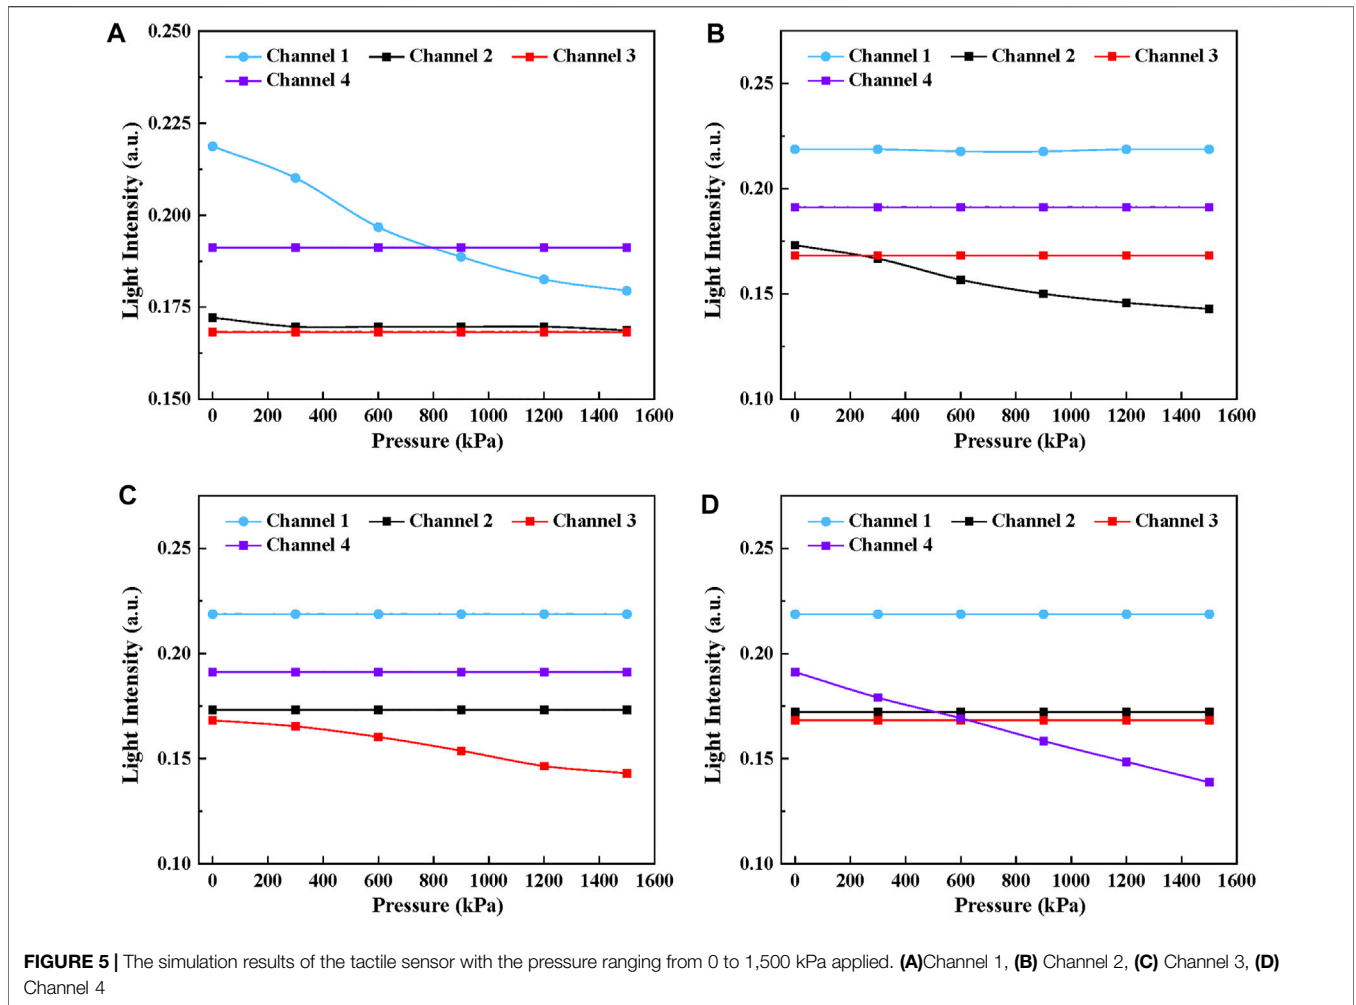 A
0.250
0.225
0.200
0.175
0.150
Light Intensity (a.u.)
Channel 1 Channel 2 Channel 3
Channel 4
0 200 400 600 800 1000 1200 1400 1600
Pressure (kPa)
B
0.25
0.20
0.15
0.10
Light Intensity (a.u.)
Channel 1 Channel 2 Channel 3
Channel 4
0 200 400 600 800 1000 1200 1400 1600
Pressure (kPa)
C
0.25
0.20
0.15
0.10
Light Intensity (a.u.)
Channel 1 Channel 2 Channel 3
Channel 4
0 200 400 600 800 1000 1200 1400 1600
Pressure (kPa)
D
0.25
0.20
0.15
0.10
Light Intensity (a.u.)
Channel 1 Channel 2 Channel 3
Channel 4
0 200 400 600 800 1000 1200 1400 1600
Pressure (kPa)
FIGURE 5 | The simulation results of the tactile sensor with the pressure ranging from 0 to 1,500 kPa applied. (A)Channel 1, (B) Channel 2, (C) Channel 3, (D)
Channel 4